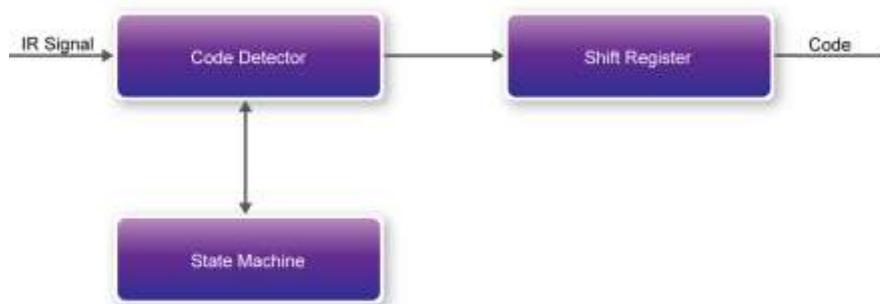 IR Signal
Code Detector
Shift Register
Code
State Machine